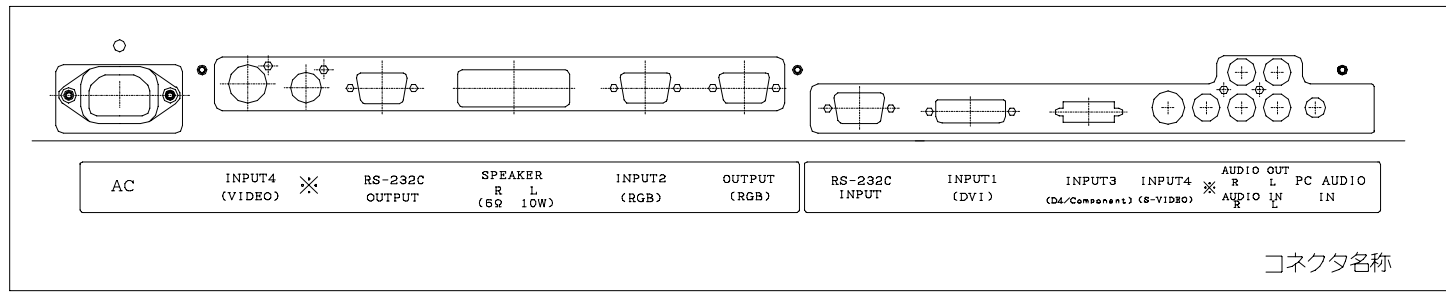 AC
INPUT4
(VIDEO)
※
RS-232C
OUTPUT
SPEAKER
R L
(6Ω 10W)
INPUT2
(RGB)
OUTPUT
(RGB)
RS-232C
INPUT
INPUT1
(DVI)
INPUT3
(D4/Component)
INPUT4
(S-VIDEO)
※
AUDIO OUT
R L
AUDIO IN
R L
PC AUDIO
IN
コネクタ名称